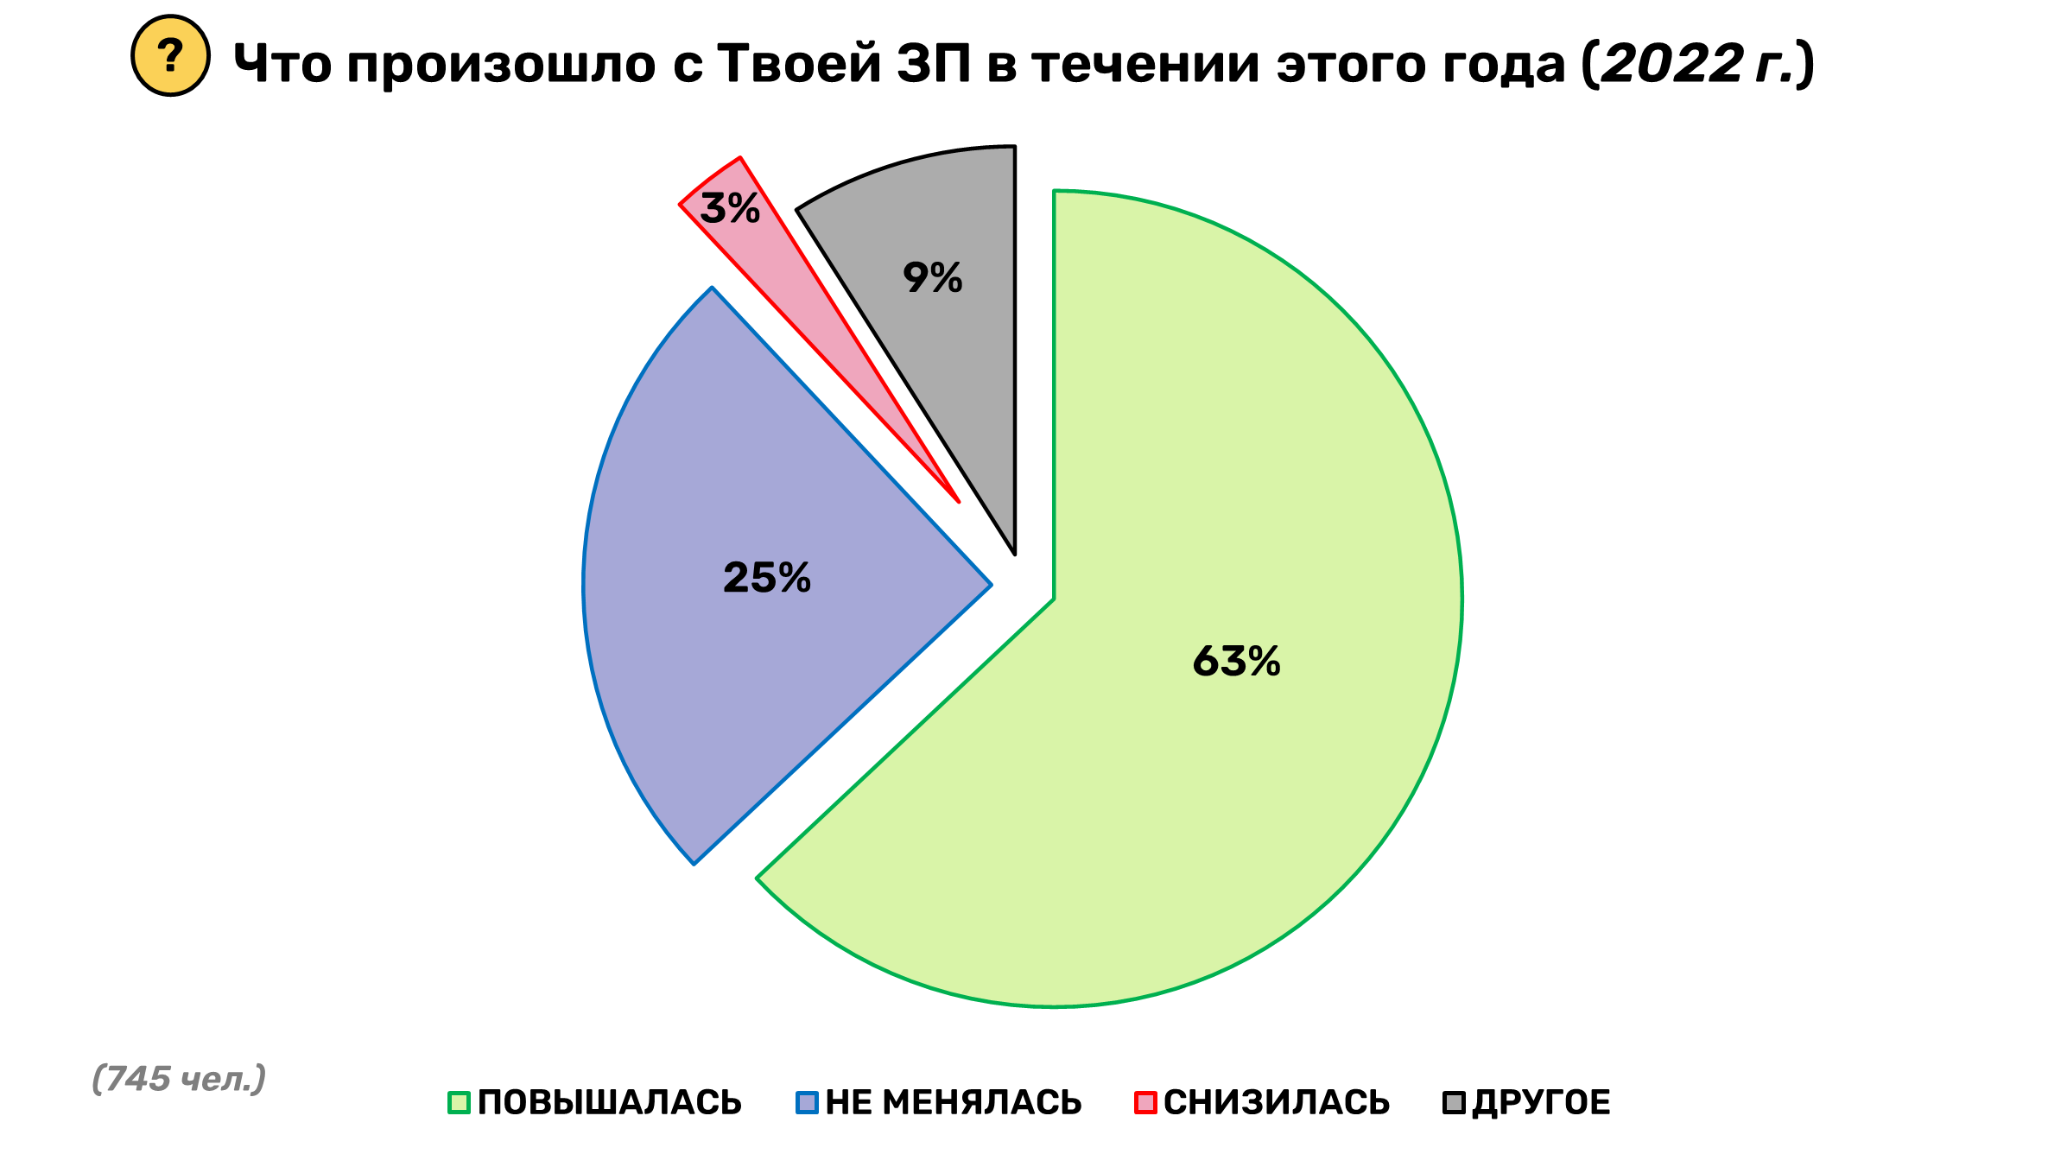 ? Что произошло с Твоей ЗП в течении этого года (2022 г.)
3%
9%
25%
63%
(745 чел.)
ПОВЫШАЛАСЬ НЕ МЕНЯЛАСЬ СНИЗИЛАСЬ ДРУГОЕ